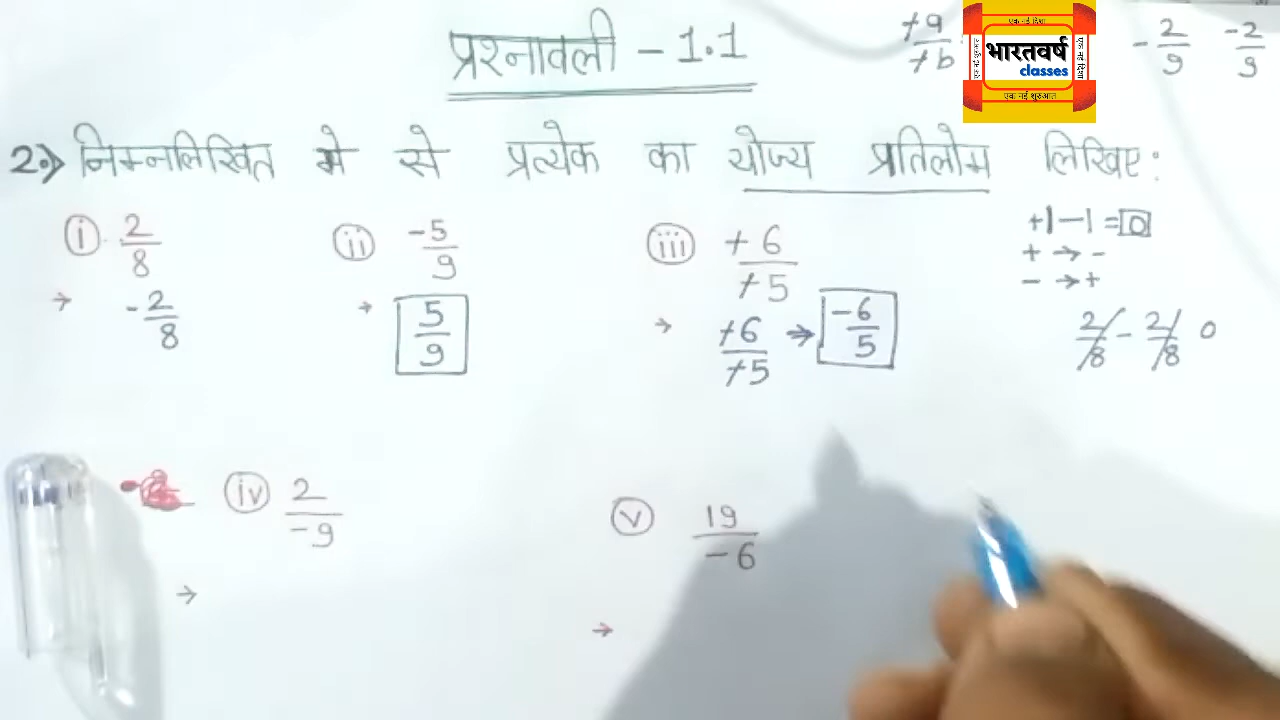 प्रश्नावली - 1.1
+a/+b
एक नई दिशा
भारतवर्ष
classes
एक नई शुरुआत
-2/9 -2/9
2.> निम्नलिखित मे से प्रत्येक का योज्य प्रतिलोम लिखिए:
(i) 2/8 (ii) -5/9 (iii) +6/+5
+1-1=0
+ → -
- → +
→ -2/8 → 5/9 → +6/+5 → -6/5
2/8 - 2/8 0
(iv) 2/-9 (v) 19/-6
→ →